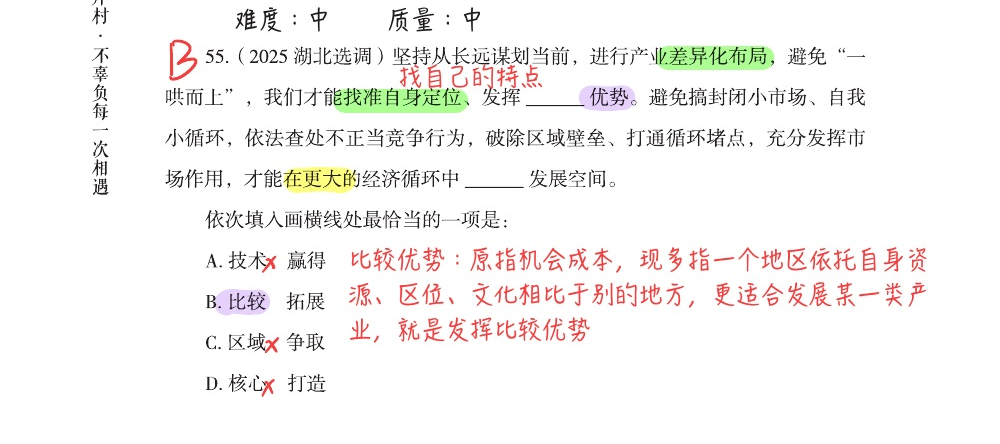 村·不辜负每一次相遇
难度：中 质量：中
B 55.（2025 湖北选调）坚持从长远谋划当前，进行产业差异化布局，避免“一
找自己的特点
哄而上”，我们才能找准自身定位、发挥 ______ 优势。避免搞封闭小市场、自我
小循环，依法查处不正当竞争行为，破除区域壁垒、打通循环堵点，充分发挥市
场作用，才能在更大的经济循环中 ______ 发展空间。
依次填入画横线处最恰当的一项是：
A. 技术× 赢得
B. 比较 拓展
C. 区域× 争取
D. 核心× 打造
比较优势：原指机会成本，现多指一个地区依托自身资
源、区位、文化相比于别的地方，更适合发展某一类产
业，就是发挥比较优势